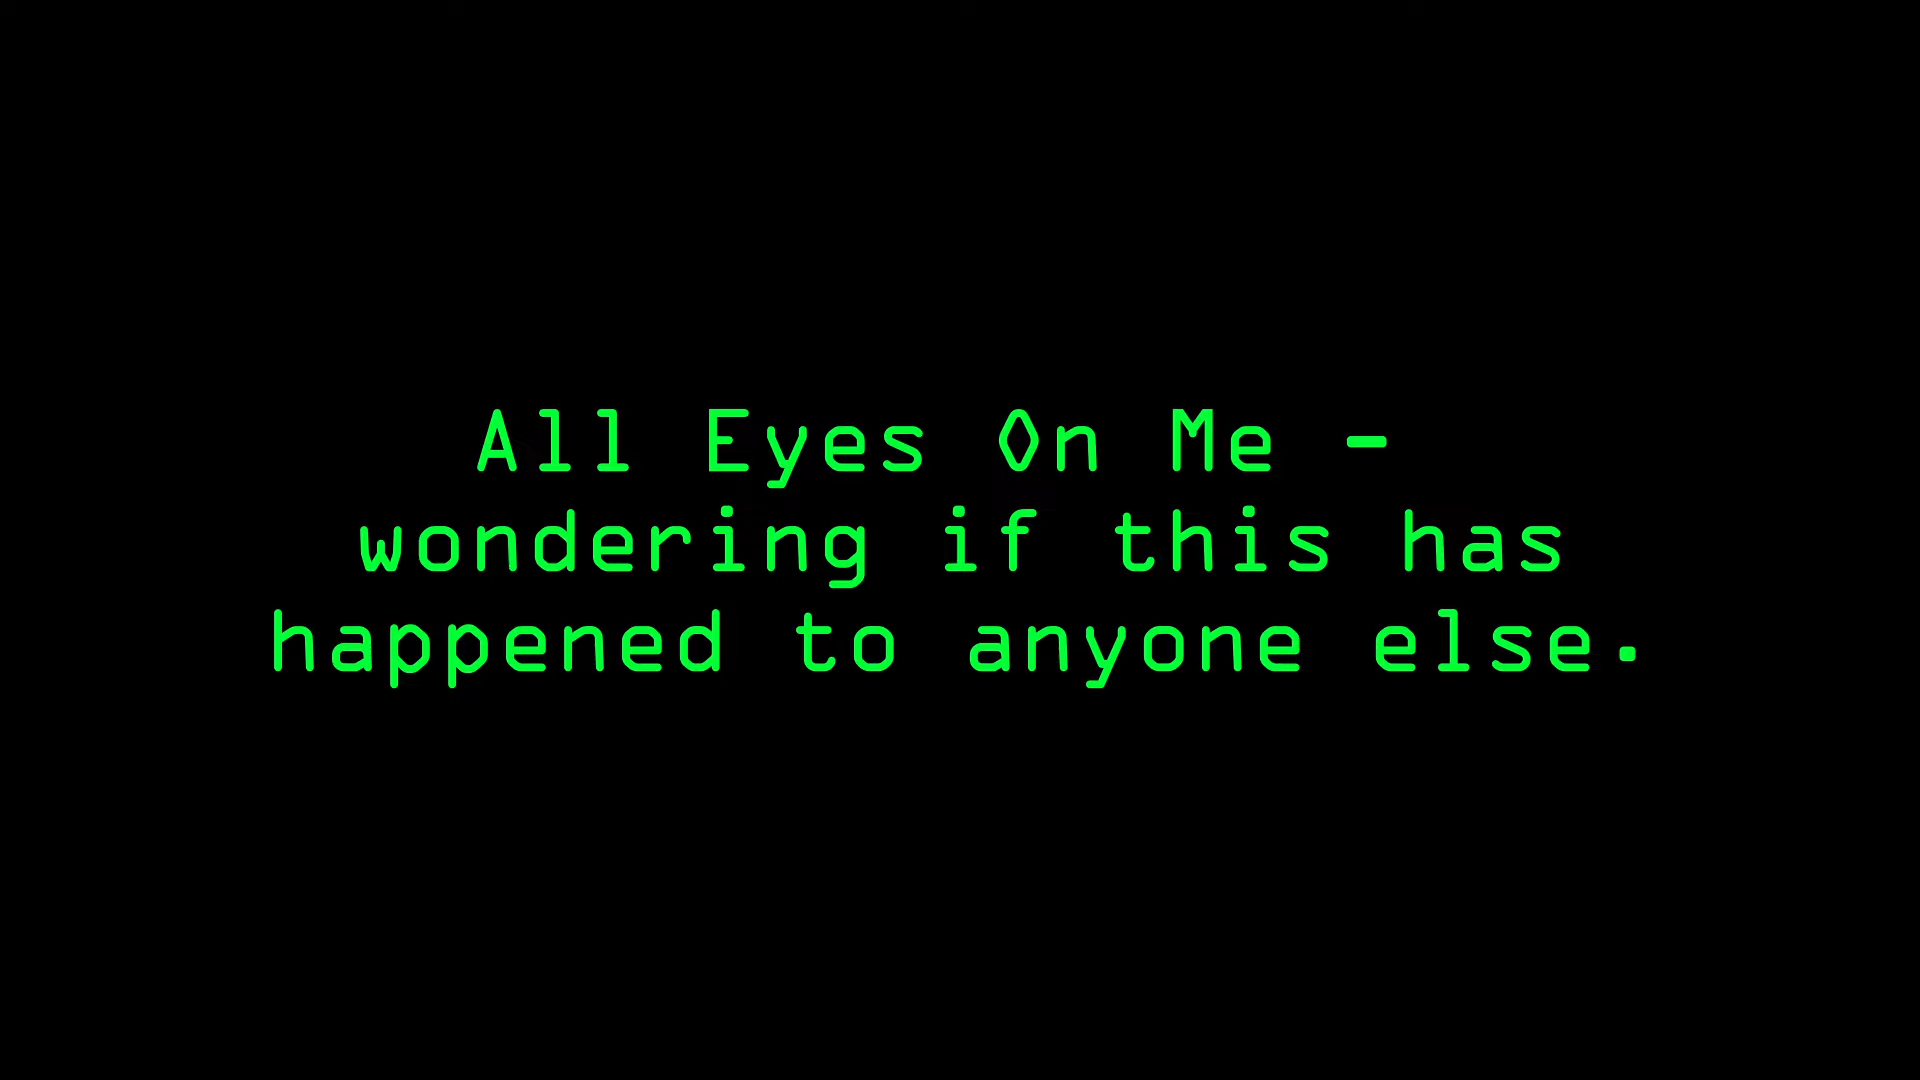 All Eyes On Me -
wondering if this has
happened to anyone else.